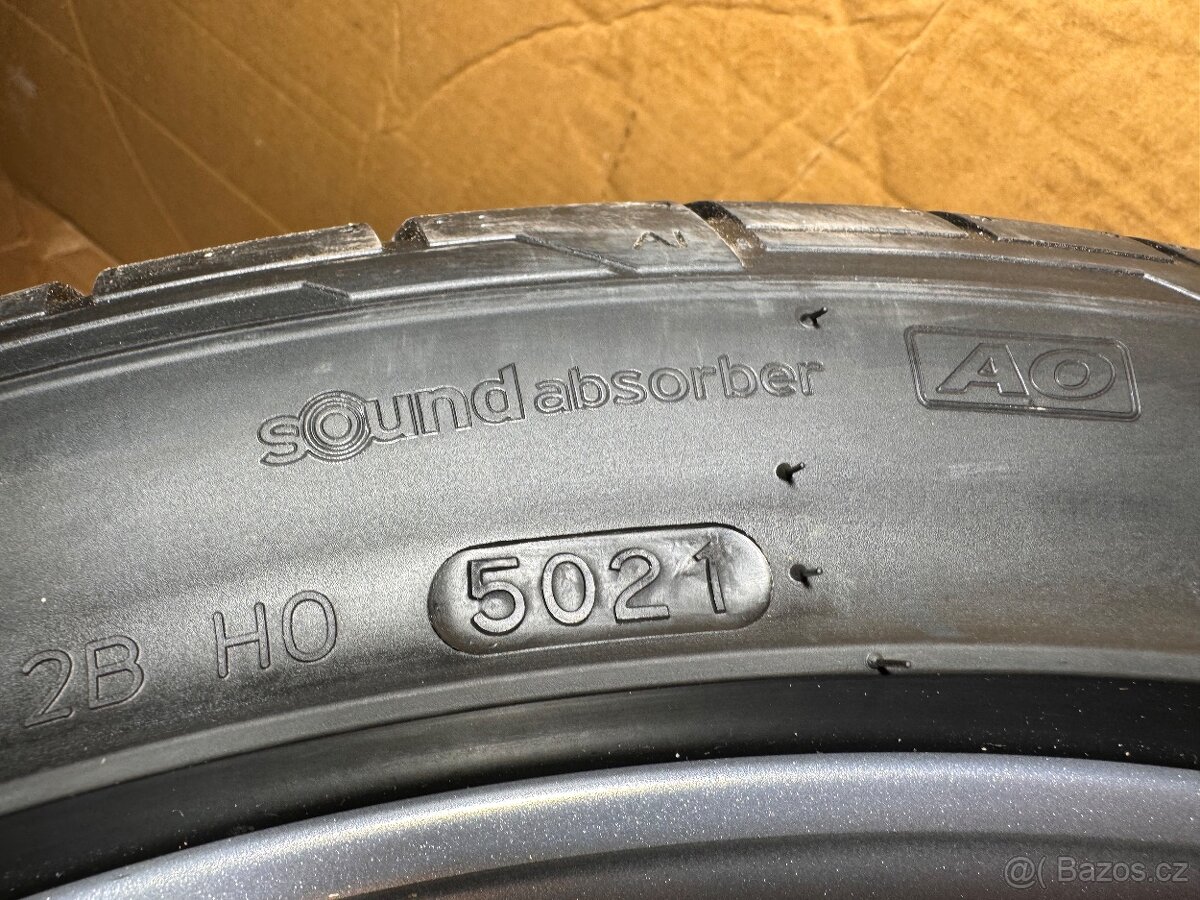 sound absorber
AO
2B H0 5021
@( Bazos.cz